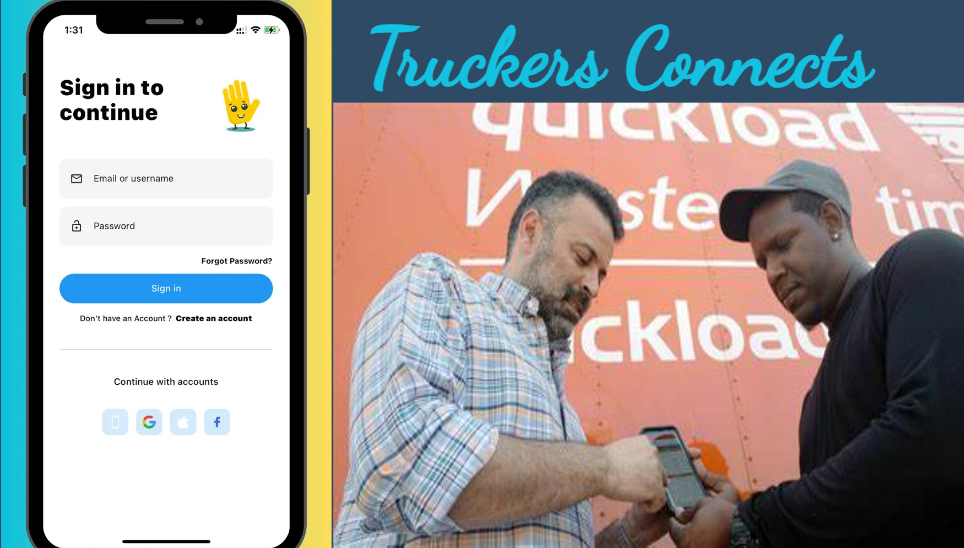 1:31
Sign in to
continue
Email or username
Password
Forgot Password?
Sign in
Don't have an Account ? Create an account
Continue with accounts
Truckers Connects
quickload
tim